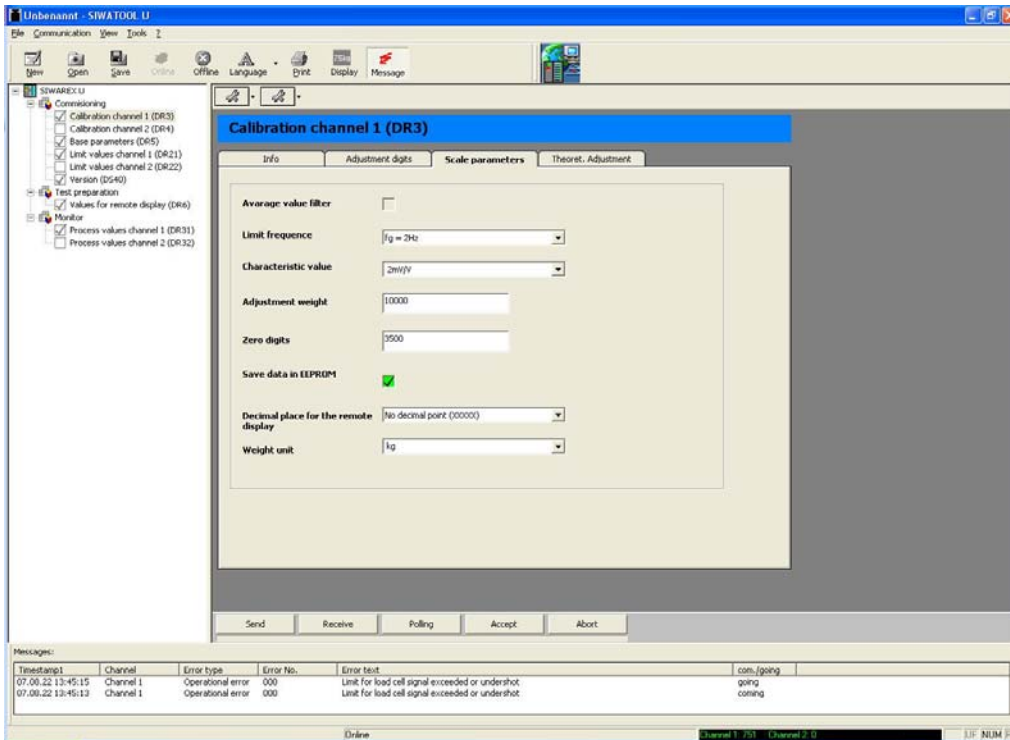 Unbenannt - SIWATOOL U
File Communication View Tools ?
New Open Save Online Offline Language Print Display Message
SIWAREX U
Commisioning
Calibration channel 1 (DR3)
Calibration channel 2 (DR4)
Base parameters (DR5)
Limit values channel 1 (DR21)
Limit values channel 2 (DR22)
Version (DS40)
Test preparation
Values for remote display (DR6)
Monitor
Process values channel 1 (DR31)
Process values channel 2 (DR32)
Calibration channel 1 (DR3)
Info Adjustment digits Scale parameters Theoret. Adjustment
Avarage value filter
Limit frequence fg = 2Hz
Characteristic value 2mV/V
Adjustment weight 10000
Zero digits 3500
Save data in EEPROM
Decimal place for the remote display No decimal point (XXXXX)
Weight unit kg
Send Receive Polling Accept Abort
Messages:
Timestamp1 Channel Error type Error No. Error text com./going
07.08.22 13:45:15 Channel 1 Operational error 000 Limit for load cell signal exceeded or undershot going
07.08.22 13:45:13 Channel 1 Operational error 000 Limit for load cell signal exceeded or undershot coming
Online Channel 1: 751 Channel 2: 0 NUM